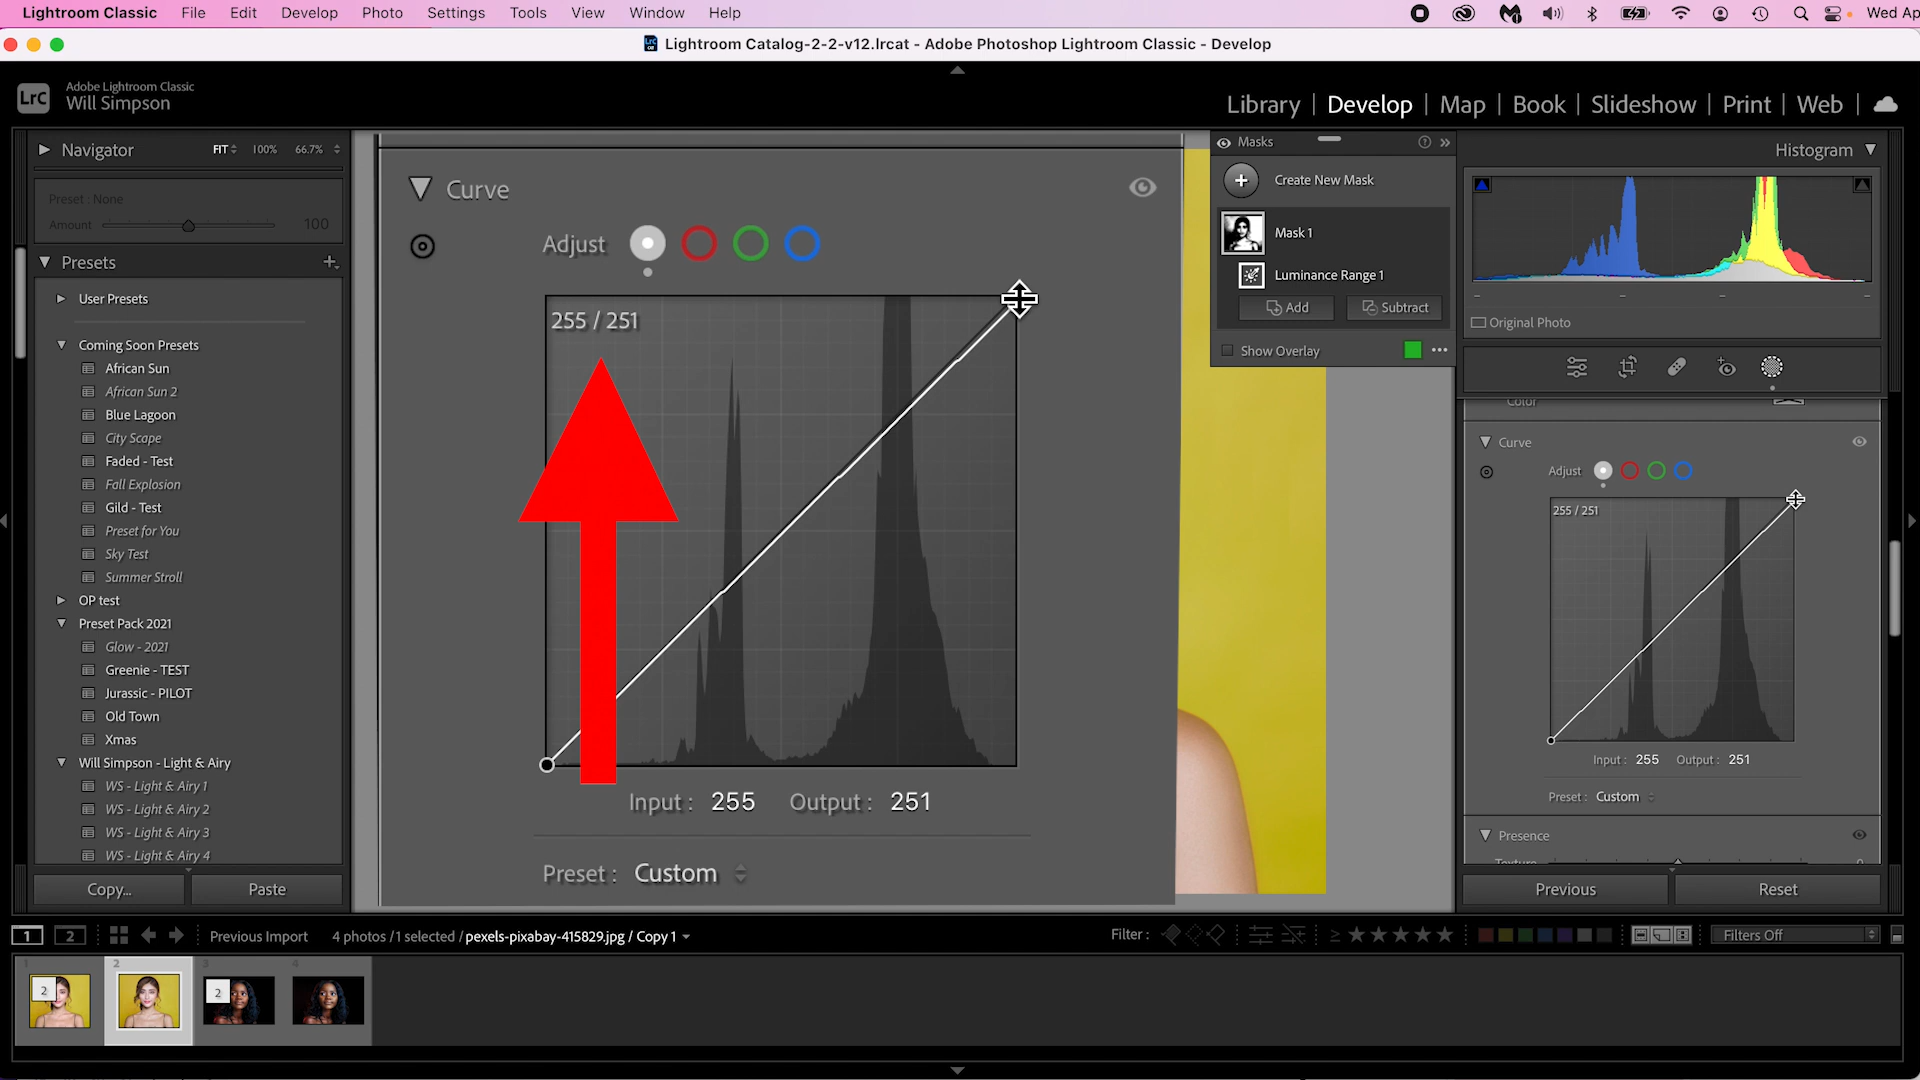 Lightroom Classic File Edit Develop Photo Settings Tools View Window Help Wed Ap
Lightroom Catalog-2-2-v12.lrcat - Adobe Photoshop Lightroom Classic - Develop
LrC
Adobe Lightroom Classic
Will Simpson
Library | Develop | Map | Book | Slideshow | Print | Web
Navigator FIT 100% 66.7%
Preset : None
Amount 100
Presets
User Presets
Coming Soon Presets
African Sun
African Sun 2
Blue Lagoon
City Scape
Faded - Test
Fall Explosion
Gild - Test
Preset for You
Sky Test
Summer Stroll
OP test
Preset Pack 2021
Glow - 2021
Greenie - TEST
Jurassic - PILOT
Old Town
Xmas
Will Simpson - Light & Airy
WS - Light & Airy 1
WS - Light & Airy 2
WS - Light & Airy 3
WS - Light & Airy 4
Copy... Paste
Curve
Adjust
255 / 251
Input : 255 Output : 251
Preset : Custom
Masks
Create New Mask
Mask 1
Luminance Range 1
Add Subtract
Show Overlay
Histogram
Original Photo
Color
Curve
Adjust
255 / 251
Input : 255 Output : 251
Preset : Custom
Presence
Texture 0
Previous Reset
1 2 Previous Import 4 photos /1 selected / pexels-pixabay-415829.jpg / Copy 1 Filter : Filters Off
1 2 3 4
2 2